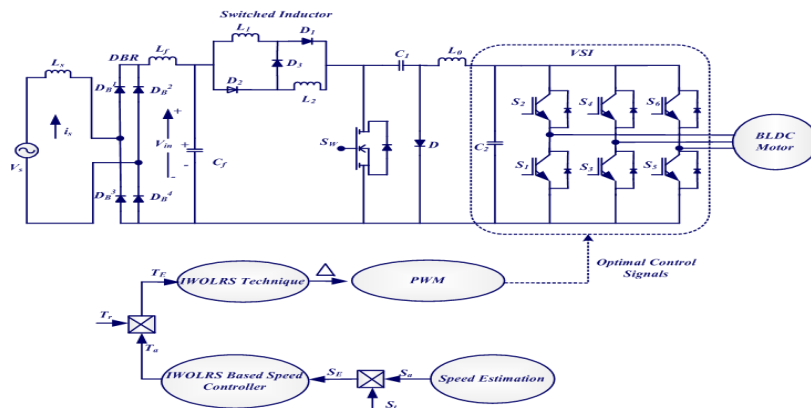 Switched Inductor
L1
D1
Ls
DBR
Lf
D3
C1
L0
VSI
DB1
DB2
D2
L2
S2
S4
S6
is
Vin
+
-
SW
D
C2
BLDC
Motor
Vs
Cf
S1
S3
S5
DB3
DB4
TE
IWOLRS Technique
Δ
PWM
Optimal Control
Signals
Tr
Ta
IWOLRS Based Speed
Controller
SE
Sa
Speed Estimation